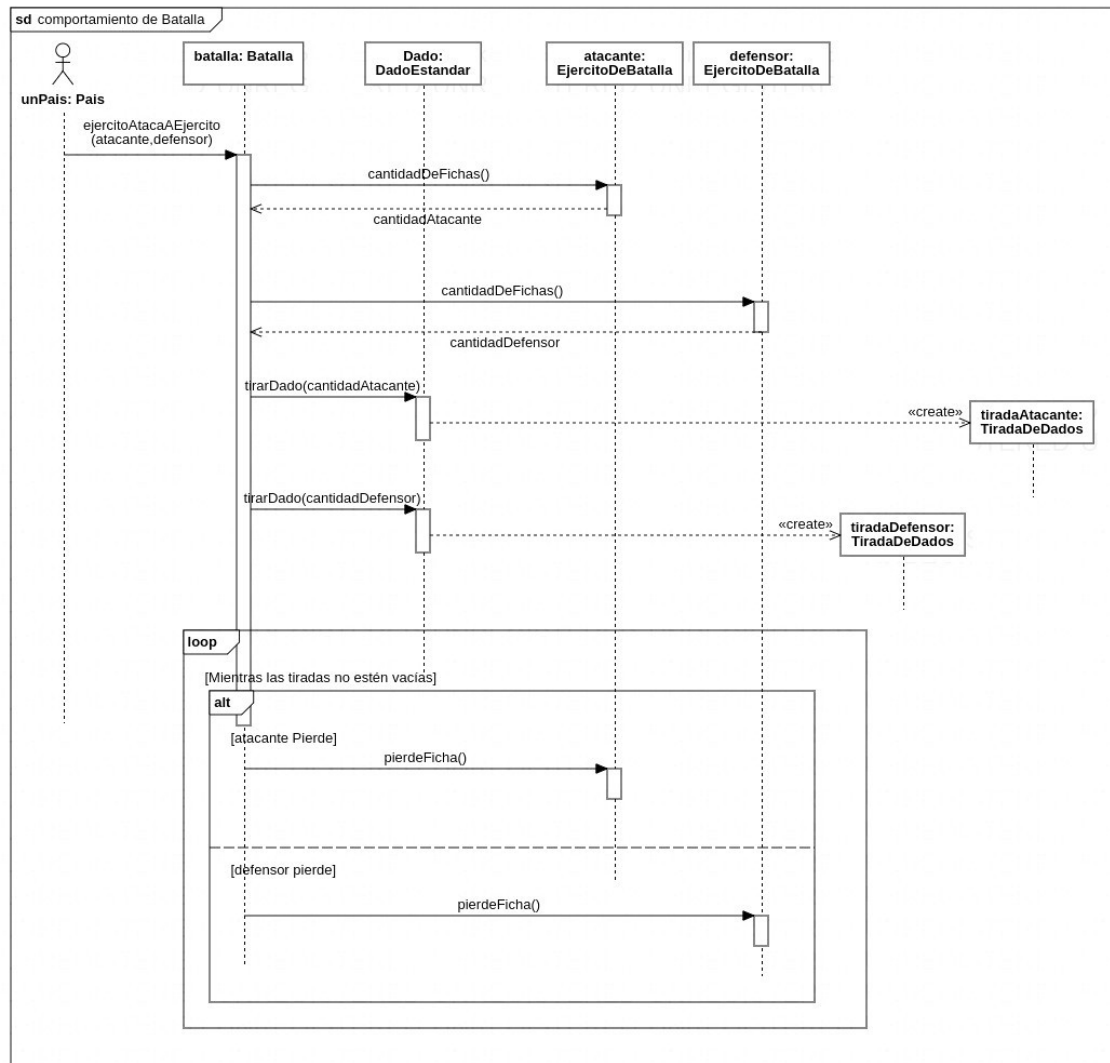 sd comportamiento de Batalla
batalla: Batalla
Dado:
DadoEstandar
atacante:
EjercitoDeBatalla
defensor:
EjercitoDeBatalla
unPais: Pais
ejercitoAtacaAEjercito
(atacante,defensor)
cantidadDeFichas()
cantidadAtacante
cantidadDeFichas()
cantidadDefensor
tirarDado(cantidadAtacante)
«create»
tiradaAtacante:
TiradaDeDados
tirarDado(cantidadDefensor)
«create»
tiradaDefensor:
TiradaDeDados
loop
[Mientras las tiradas no estén vacías]
alt
[atacante Pierde]
pierdeFicha()
[defensor pierde]
pierdeFicha()